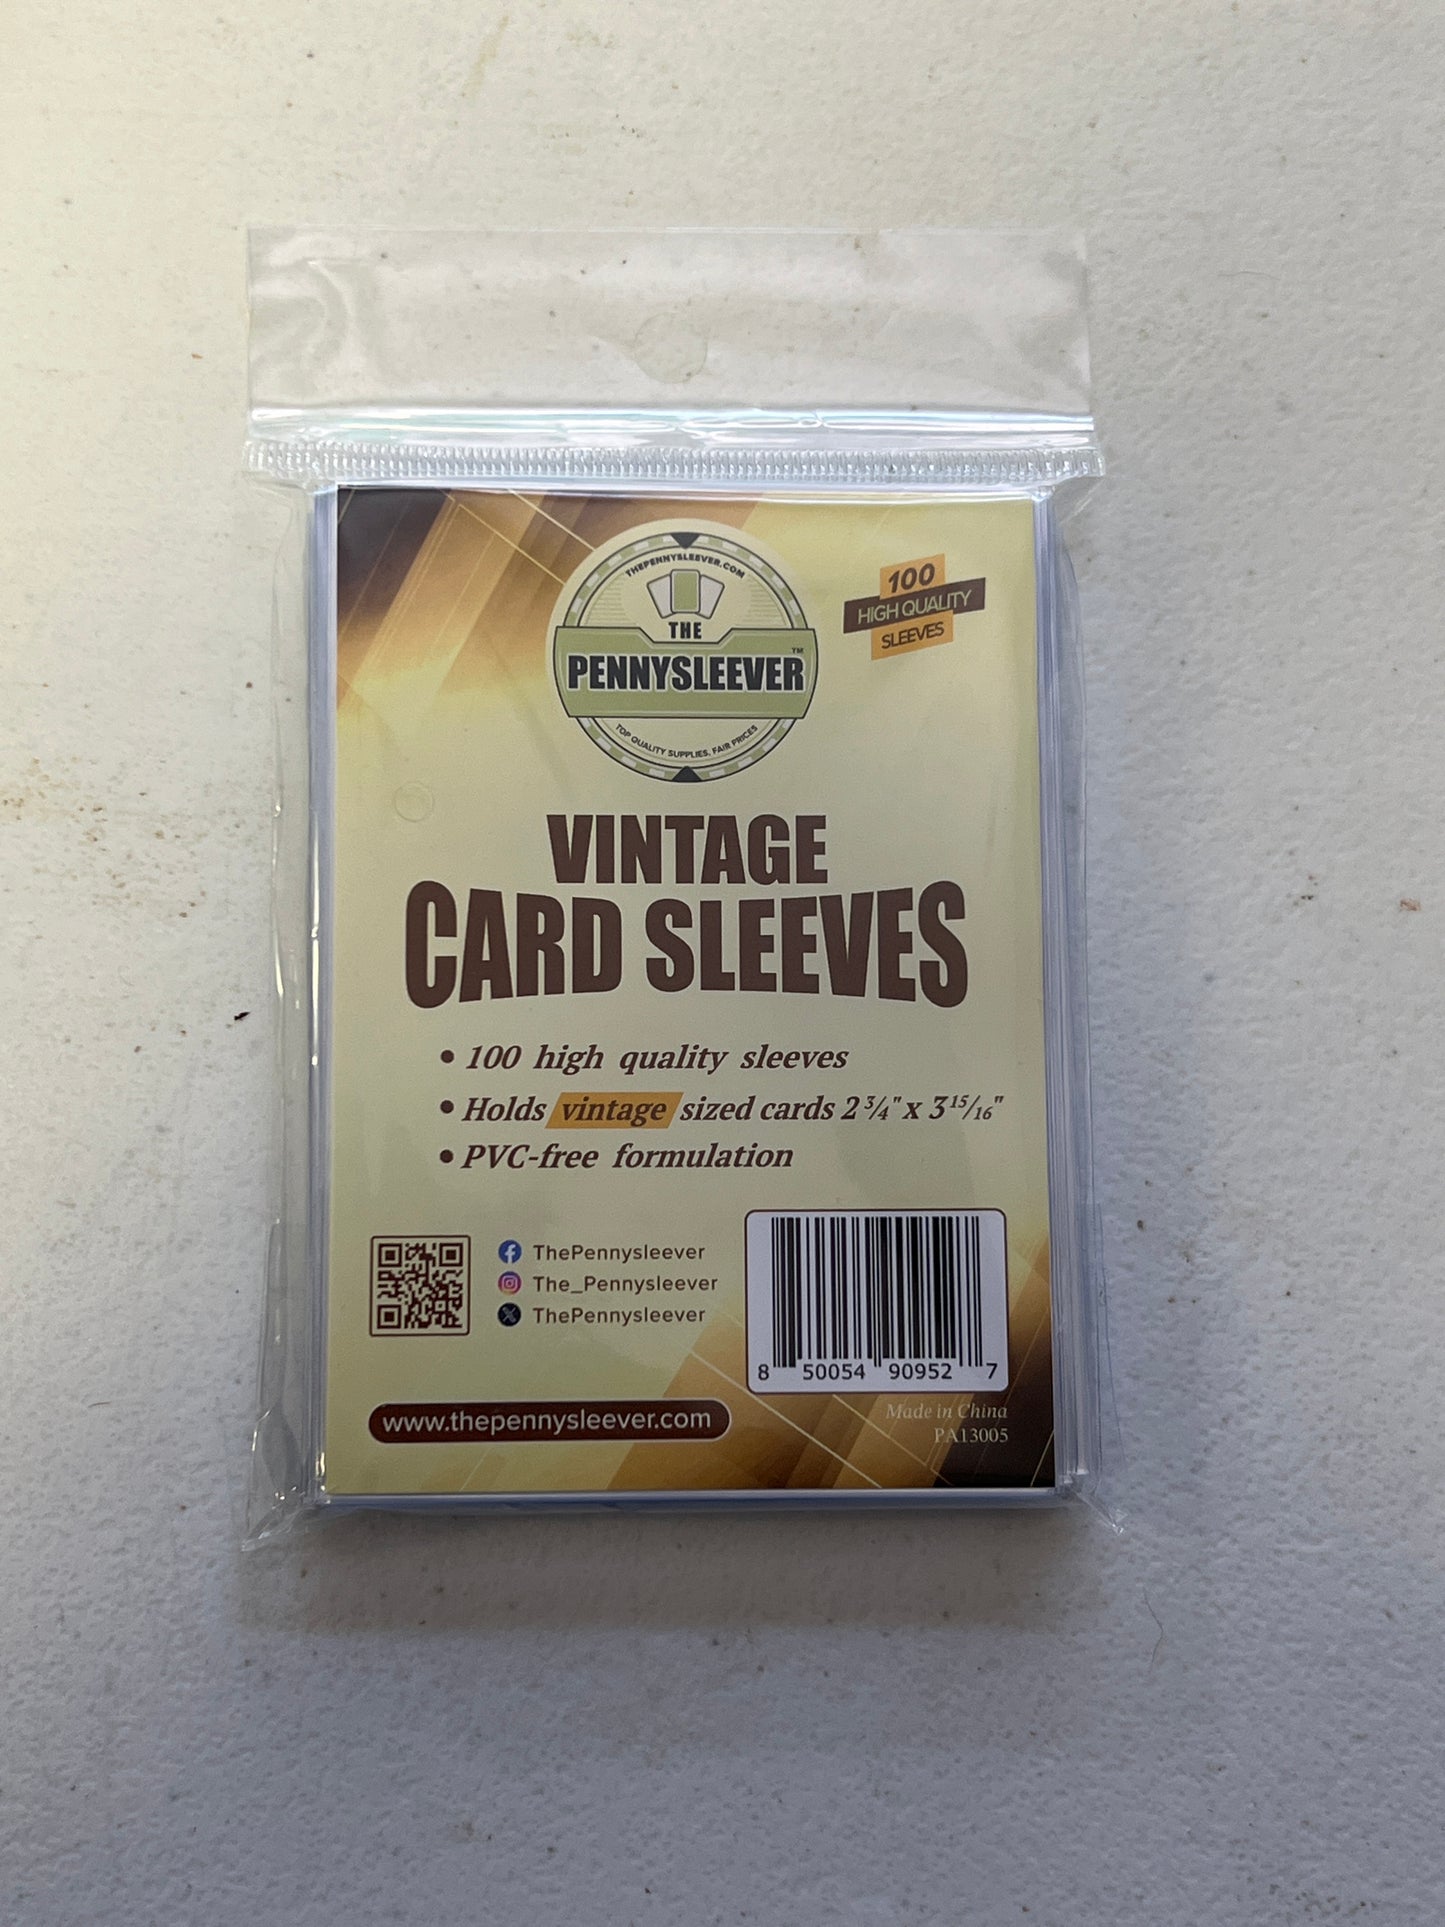 THEPENNYSLEEVER.COM
THE
PENNYSLEEVER™
TOP QUALITY SUPPLIES. FAIR PRICES
100
HIGH QUALITY
SLEEVES
VINTAGE
CARD SLEEVES
• 100 high quality sleeves
• Holds vintage sized cards 2 3/4" x 3 15/16"
• PVC-free formulation
ThePennysleever
The_Pennysleever
ThePennysleever
8 50054 90952 7
www.thepennysleever.com
Made in China
PA13005